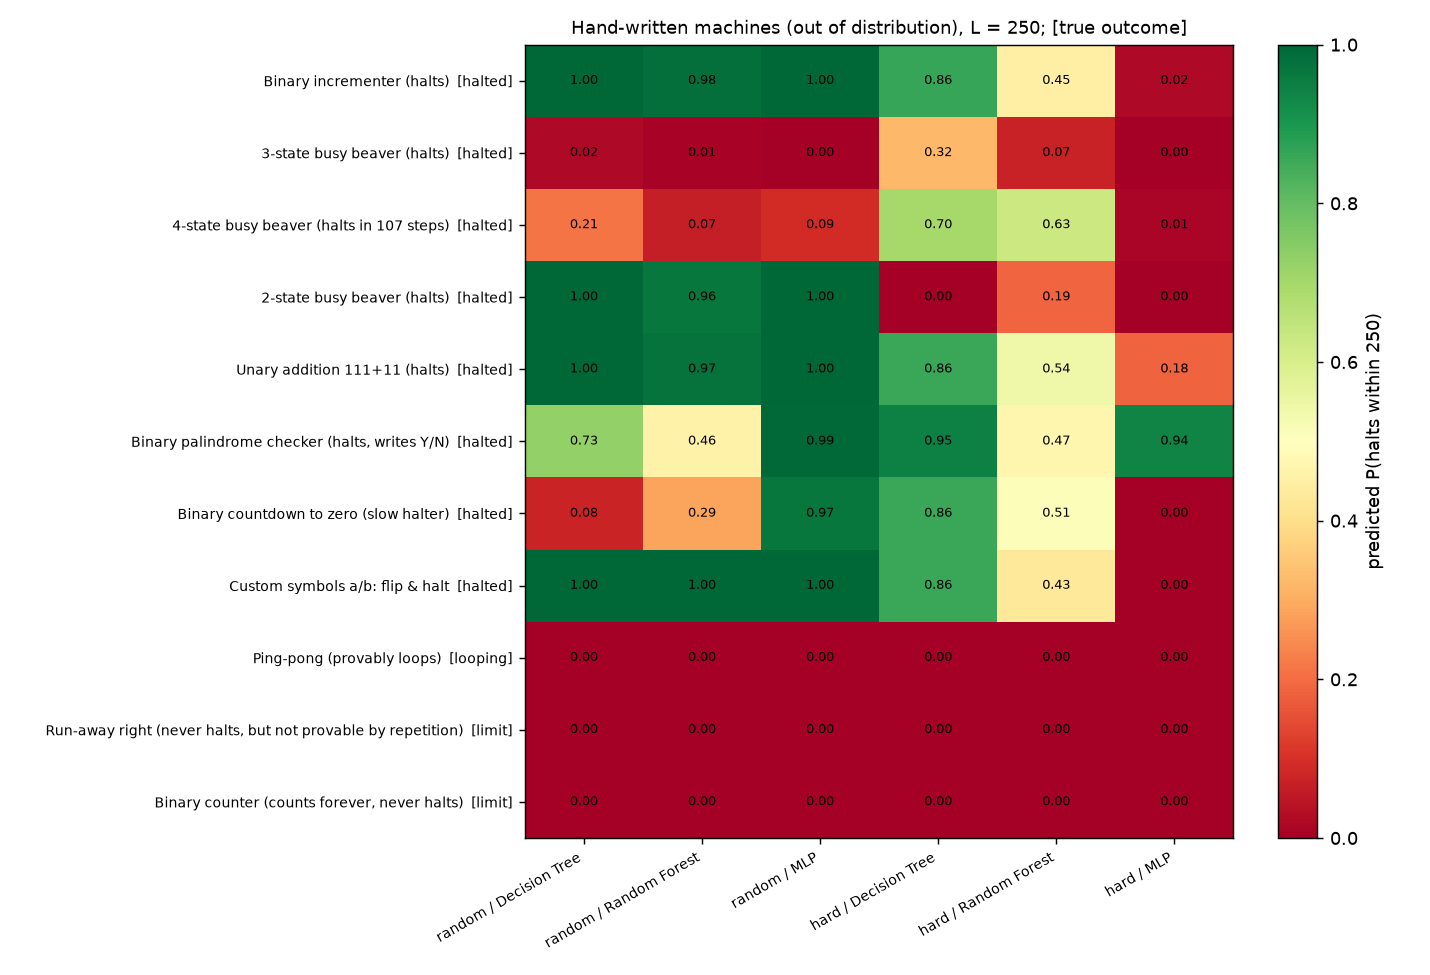 Hand-written machines (out of distribution), L = 250; [true outcome]
Binary incrementer (halts) [halted] 1.00 0.98 1.00 0.86 0.45 0.02
3-state busy beaver (halts) [halted] 0.02 0.01 0.00 0.32 0.07 0.00
4-state busy beaver (halts in 107 steps) [halted] 0.21 0.07 0.09 0.70 0.63 0.01
2-state busy beaver (halts) [halted] 1.00 0.96 1.00 0.00 0.19 0.00
Unary addition 111+11 (halts) [halted] 1.00 0.97 1.00 0.86 0.54 0.18
Binary palindrome checker (halts, writes Y/N) [halted] 0.73 0.46 0.99 0.95 0.47 0.94
Binary countdown to zero (slow halter) [halted] 0.08 0.29 0.97 0.86 0.51 0.00
Custom symbols a/b: flip & halt [halted] 1.00 1.00 1.00 0.86 0.43 0.00
Ping-pong (provably loops) [looping] 0.00 0.00 0.00 0.00 0.00 0.00
Run-away right (never halts, but not provable by repetition) [limit] 0.00 0.00 0.00 0.00 0.00 0.00
Binary counter (counts forever, never halts) [limit] 0.00 0.00 0.00 0.00 0.00 0.00
random / Decision Tree
random / Random Forest
random / MLP
hard / Decision Tree
hard / Random Forest
hard / MLP
1.0
0.8
0.6
0.4
0.2
0.0
predicted P(halts within 250)